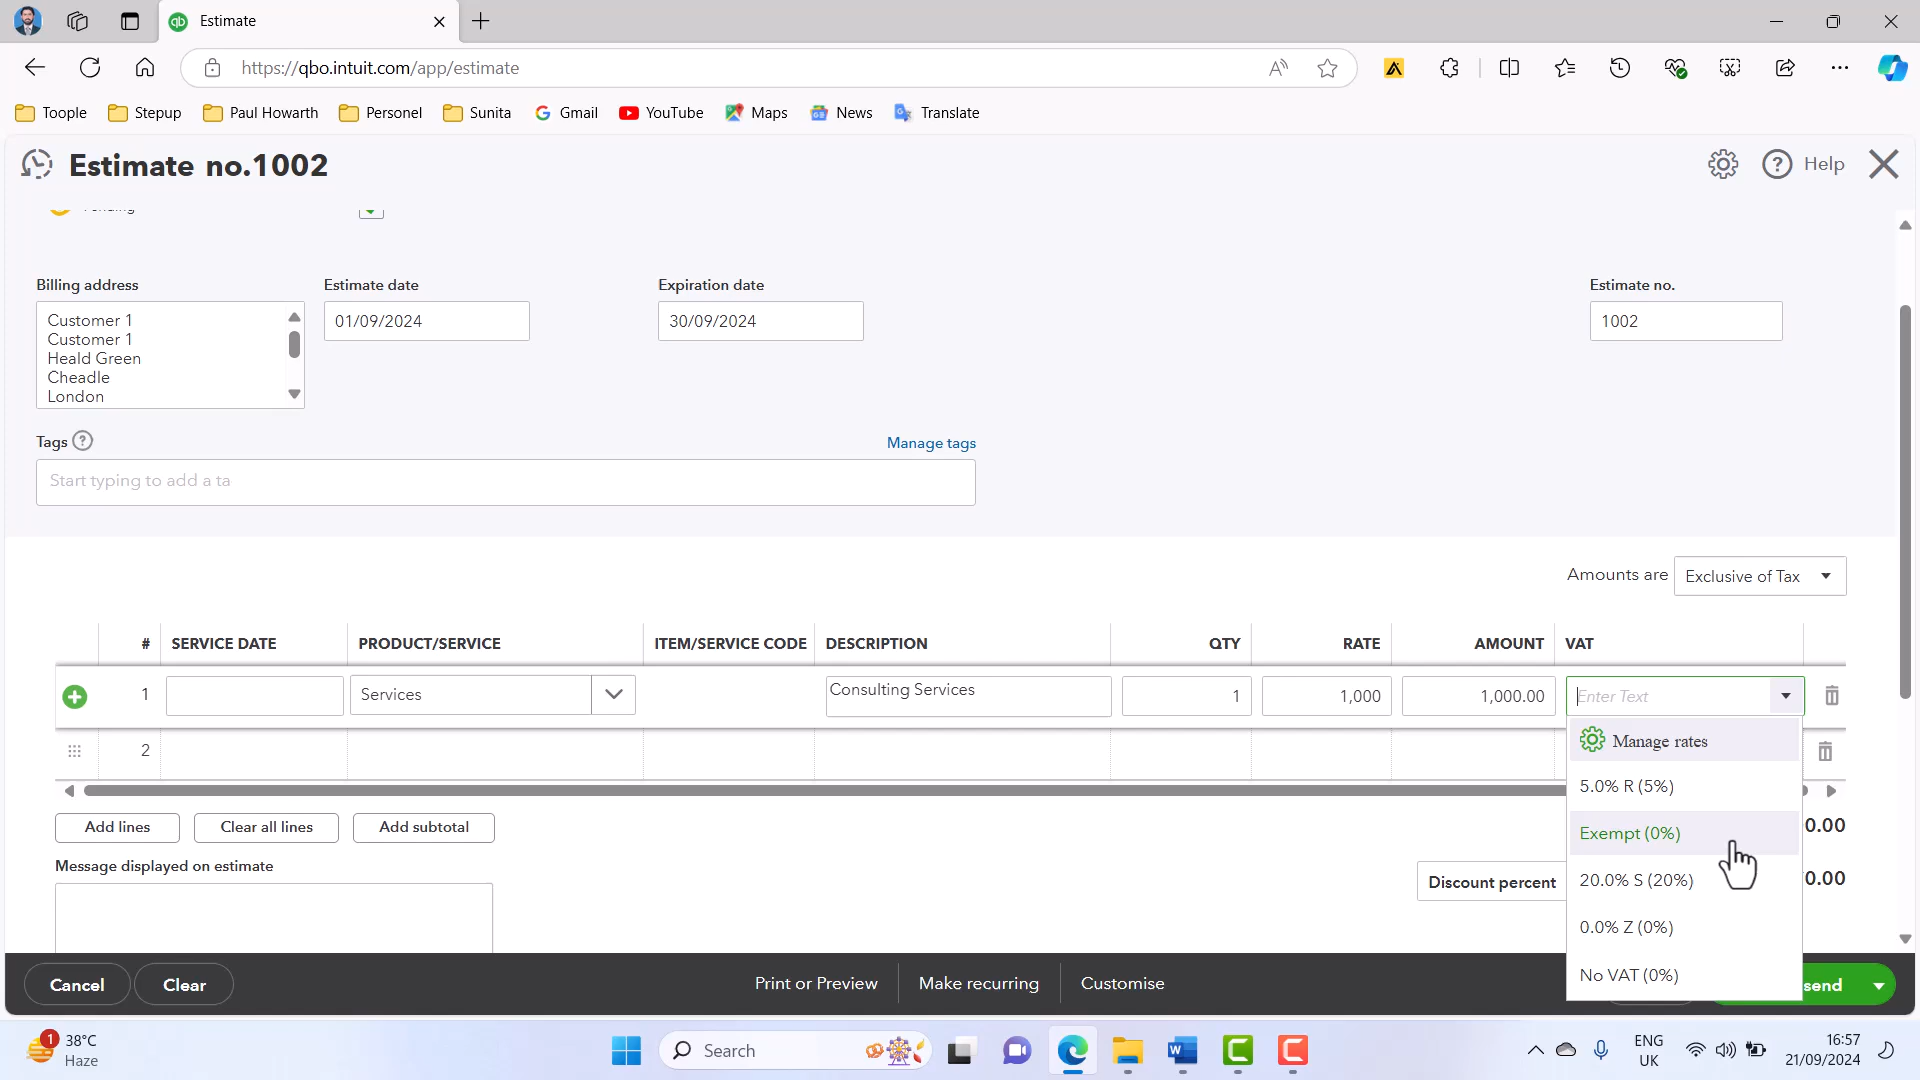 Estimate
https://qbo.intuit.com/app/estimate
Toople
Stepup
Paul Howarth
Personel
Sunita
Gmail
YouTube
Maps
News
Translate
Estimate no.1002
Help
Billing address
Estimate date
Expiration date
Estimate no.
Customer 1
Customer 1
Heald Green
Cheadle
London
01/09/2024
30/09/2024
1002
Tags
Manage tags
Start typing to add a ta
Amounts are
Exclusive of Tax
# SERVICE DATE PRODUCT/SERVICE ITEM/SERVICE CODE DESCRIPTION QTY RATE AMOUNT VAT
1 Services Consulting Services 1 1,000 1,000.00 Enter Text
2
Manage rates
5.0% R (5%)
Exempt (0%)
20.0% S (20%)
0.0% Z (0%)
No VAT (0%)
Add lines
Clear all lines
Add subtotal
0.00
Message displayed on estimate
Discount percent
0.00
Cancel
Clear
Print or Preview
Make recurring
Customise
send
1
38°C
Haze
Search
ENG
UK
16:57
21/09/2024